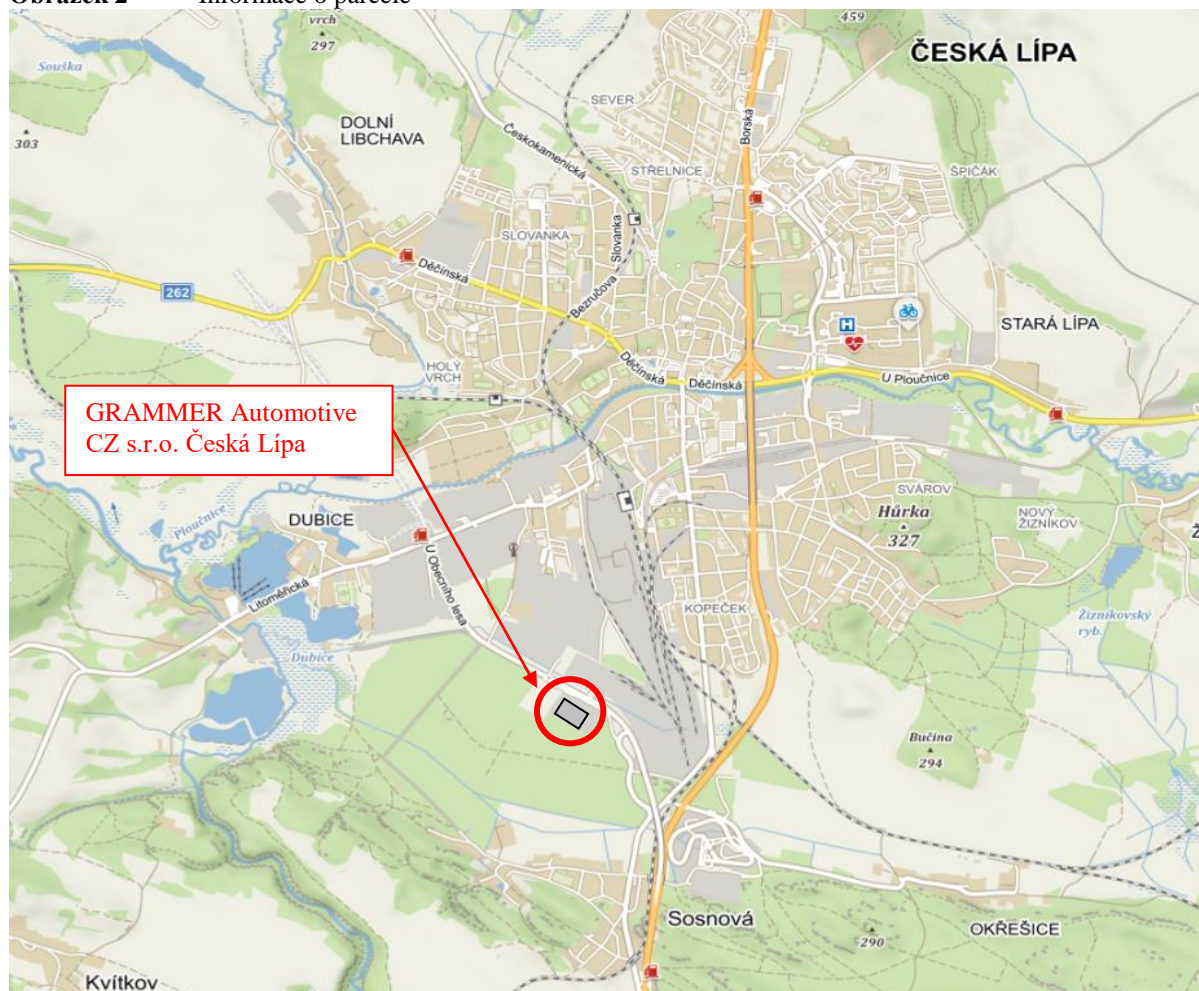 Obrázek 2 Informace o parcele
vrch
297
459
ČESKÁ LÍPA
Souška
SEVER
DOLNÍ
LIBCHAVA
Českokamenická
Borská
303
STŘELNICE
ŠPIČÁK
SLOVANKA
Slovanka
Děčínská
Bezručova
262
STARÁ LÍPA
H
HOLÝ
VRCH
Děčínská
Děčínská
U Ploučnice
GRAMMER Automotive
CZ s.r.o. Česká Lípa
SVÁROV
Hůrka
327
NOVÝ
ŽIZNÍKOV
Ž
Ploučnice
DUBICE
U Obecního lesa
Litoměřická
KOPEČEK
Žizníkovský
ryb.
Dubice
Bučina
294
Sosnová
290
OKŘEŠICE
Kvítkov